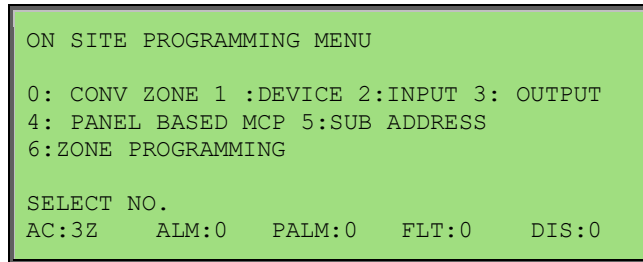 ON SITE PROGRAMMING MENU
0: CONV ZONE 1 :DEVICE 2:INPUT 3: OUTPUT
4: PANEL BASED MCP 5:SUB ADDRESS
6:ZONE PROGRAMMING
SELECT NO.
AC:3Z ALM:0 PALM:0 FLT:0 DIS:0